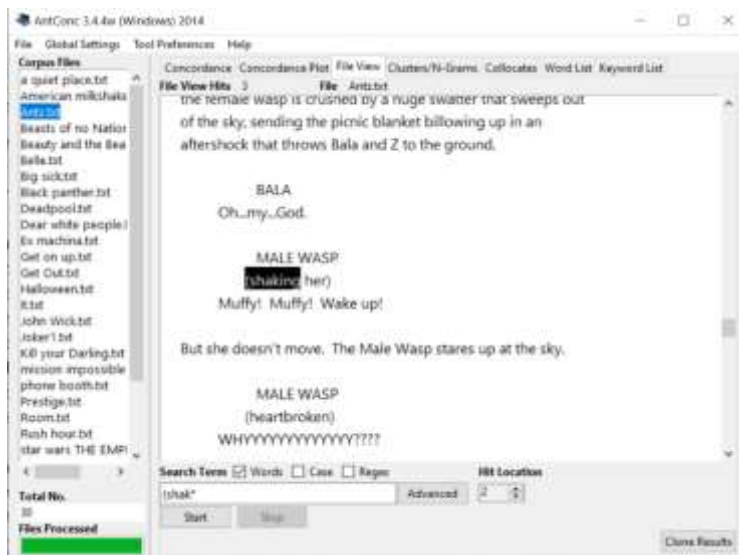 AntConc 3.4.4w (Windows) 2014
File Global Settings Tool Preferences Help
Corpus Files
a quiet place.txt
American milkshake
Antz.txt
Beasts of no Nation
Beauty and the Bea
Belle.txt
Big sick.txt
Black panther.txt
Deadpool.txt
Dear white people.t
Ex machina.txt
Get on up.txt
Get Out.txt
Halloween.txt
It.txt
John Wick.txt
Joker1.txt
Kill your Darling.txt
mission impossible
phone booth.txt
Prestige.txt
Room.txt
Rush hour.txt
star wars THE EMPI
Total No.
Files Processed
Concordance Concordance Plot File View Clusters/N-Grams Collocates Word List Keyword List
File View Hits 3 File Antz.txt
the female wasp is crushed by a huge swatter that sweeps out
of the sky, sending the picnic blanket billowing up in an
aftershock that throws Bala and Z to the ground.
BALA
Oh...my...God.
MALE WASP
(shaking her)
Muffy! Muffy! Wake up!
But she doesn't move. The Male Wasp stares up at the sky.
MALE WASP
(heartbroken)
WHYYYYYYYYYYYYY????
Search Term Words Case Regex Hit Location
(shak* Advanced 2
Start Stop
Clone Results